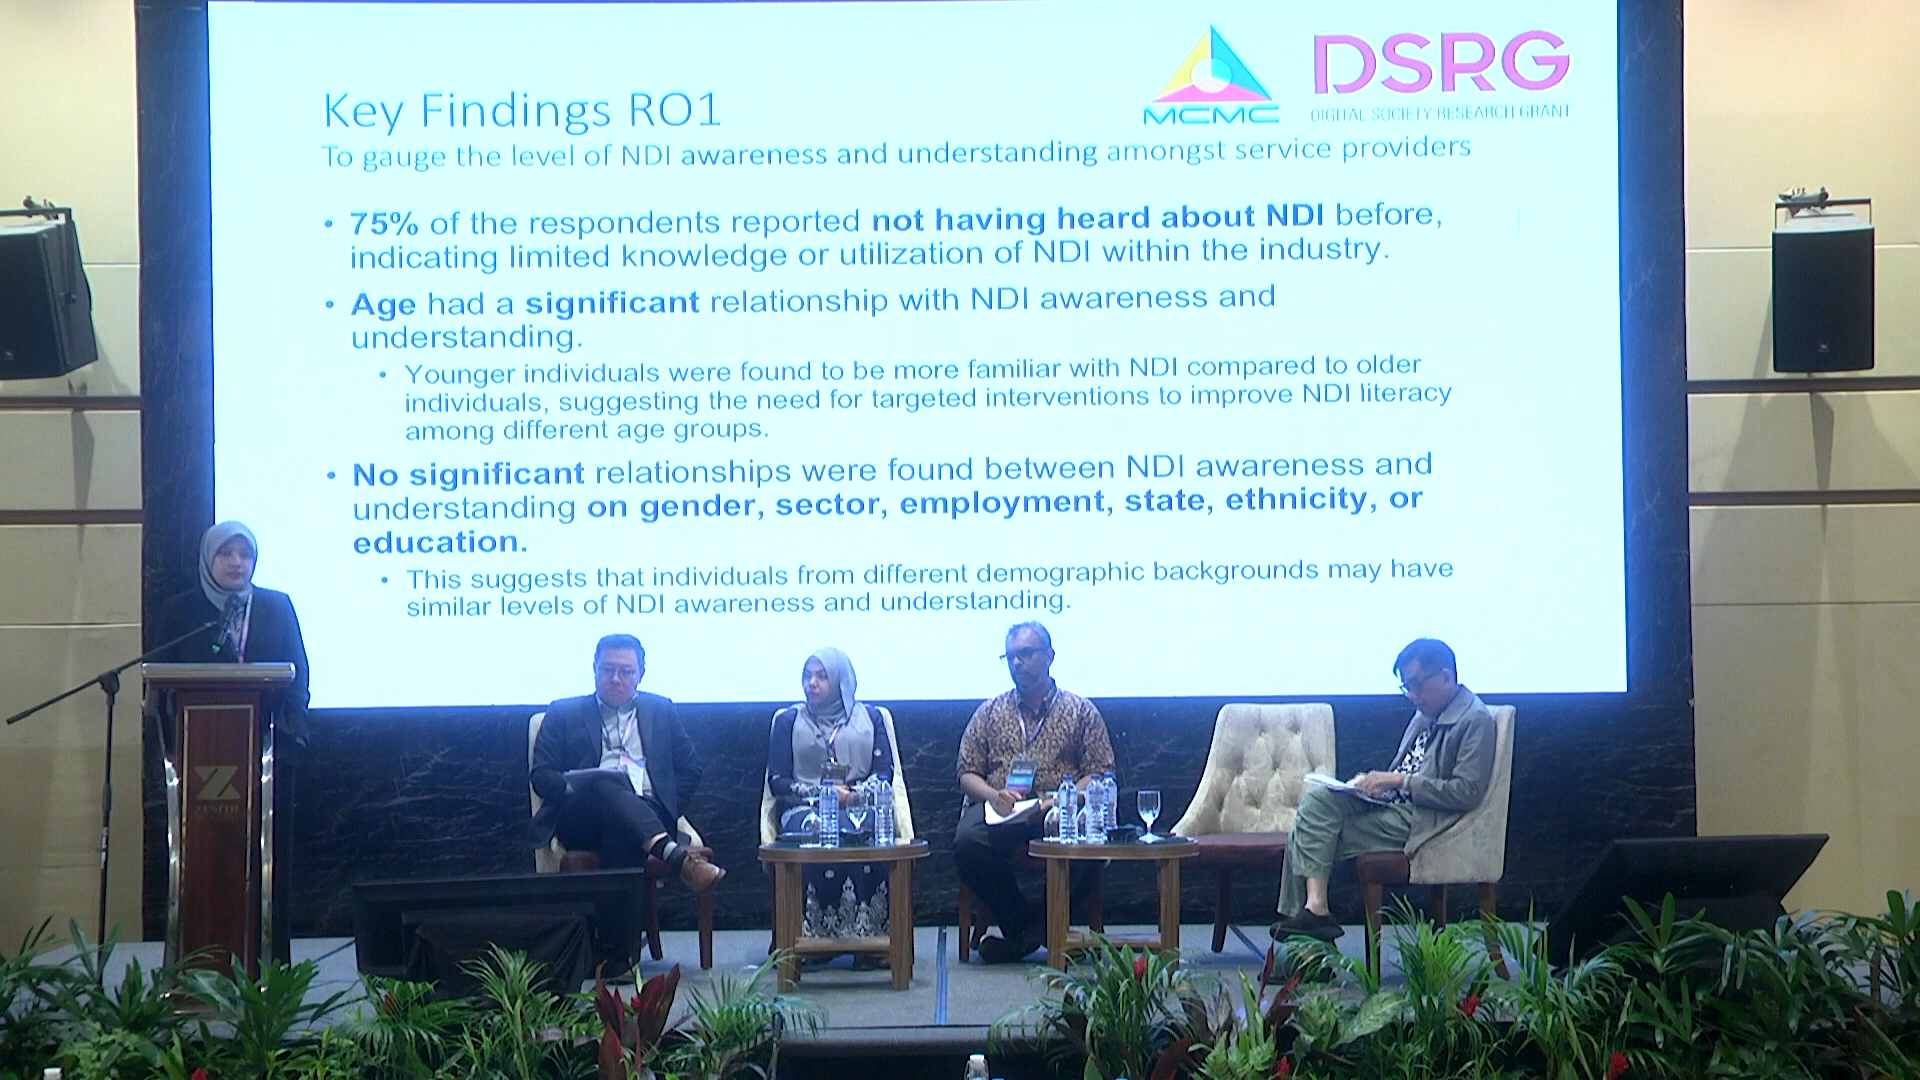 MCMC
DSRG
DIGITAL SOCIETY RESEARCH GRANT
Key Findings RO1
To gauge the level of NDI awareness and understanding amongst service providers
• 75% of the respondents reported not having heard about NDI before,
indicating limited knowledge or utilization of NDI within the industry.
• Age had a significant relationship with NDI awareness and
understanding.
• Younger individuals were found to be more familiar with NDI compared to older
individuals, suggesting the need for targeted interventions to improve NDI literacy
among different age groups.
• No significant relationships were found between NDI awareness and
understanding on gender, sector, employment, state, ethnicity, or
education.
• This suggests that individuals from different demographic backgrounds may have
similar levels of NDI awareness and understanding.
ZENITH